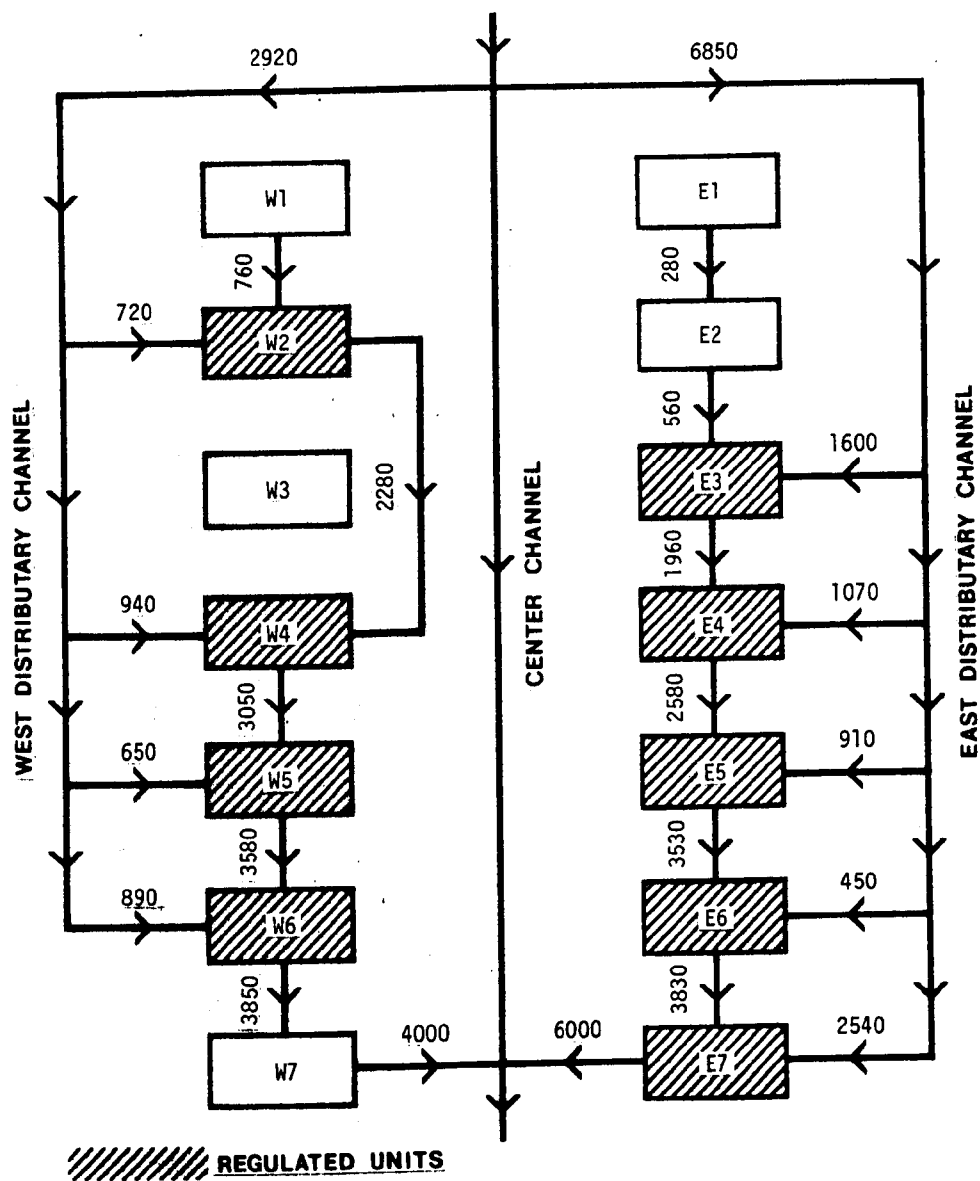 2920
6850
W1
E1
760
280
720
W2
E2
560
1600
W3
2280
E3
WEST DISTRIBUTARY CHANNEL
CENTER CHANNEL
EAST DISTRIBUTARY CHANNEL
1960
940
W4
E4
1070
3050
2580
650
W5
E5
910
3580
3530
890
W6
E6
450
3850
3830
4000
6000
2540
W7
E7
REGULATED UNITS